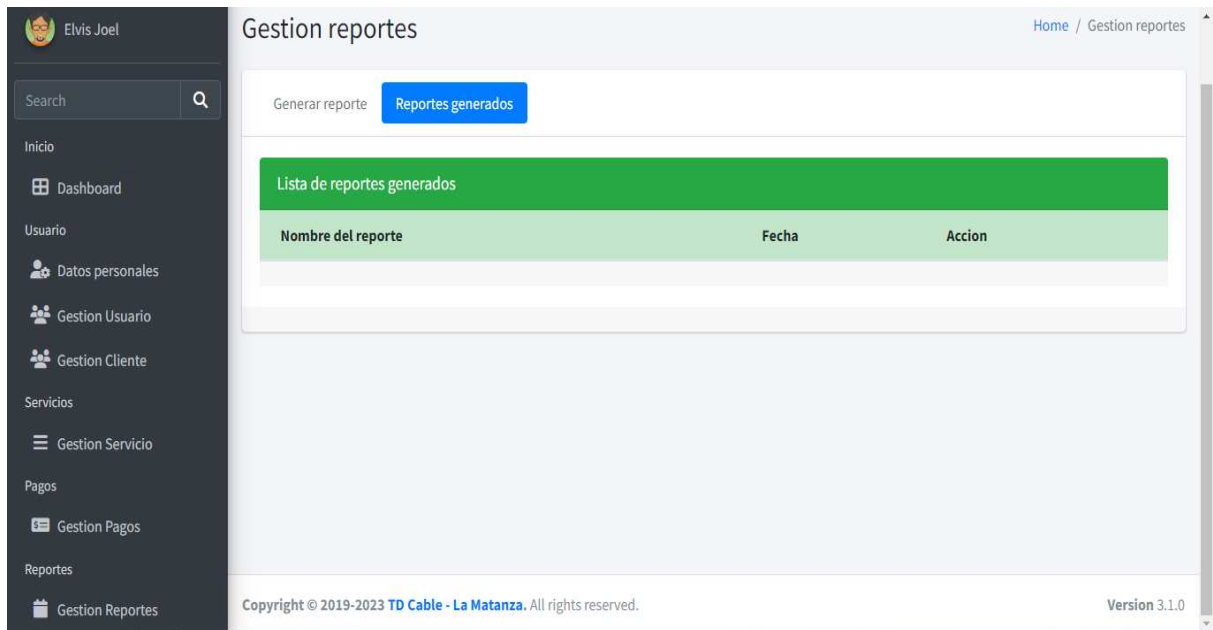 Elvis Joel
Search
Inicio
Dashboard
Usuario
Datos personales
Gestion Usuario
Gestion Cliente
Servicios
Gestion Servicio
Pagos
Gestion Pagos
Reportes
Gestion Reportes
Gestion reportes
Home / Gestion reportes
Generar reporte Reportes generados
Lista de reportes generados
Nombre del reporte Fecha Accion
Copyright © 2019-2023 TD Cable - La Matanza. All rights reserved. Version 3.1.0